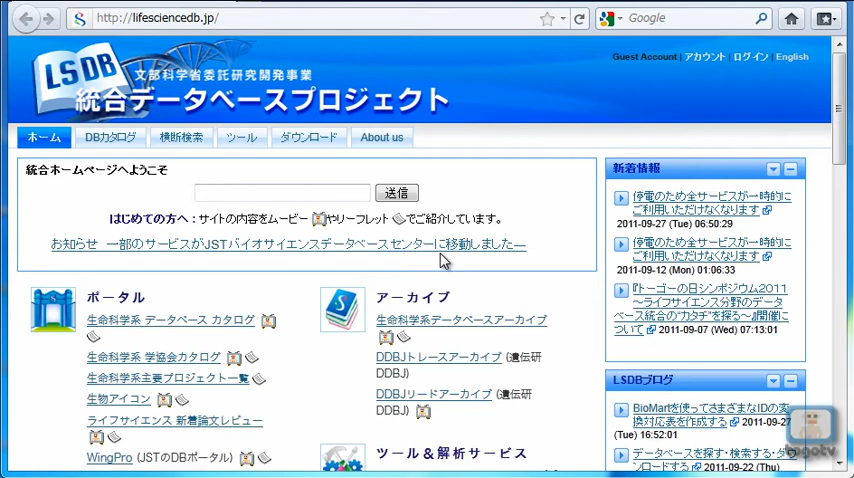 http://lifesciencedb.jp/
Google
LSDB
文部科学省委託研究開発事業
統合データベースプロジェクト
Guest Account | アカウント | ログイン | English
ホーム
DBカタログ
横断検索
ツール
ダウンロード
About us
統合ホームページへようこそ
送信
はじめての方へ：サイトの内容をムービーやリーフレットでご紹介しています。
お知らせ 一部のサービスがJSTバイオサイエンスデータベースセンターに移動しました―
ポータル
生命科学系 データベース カタログ
生命科学系 学協会カタログ
生命科学系主要プロジェクト一覧
生物アイコン
ライフサイエンス 新着論文レビュー
WingPro (JSTのDBポータル)
アーカイブ
生命科学系データベースアーカイブ
DDBJトレースアーカイブ (遺伝研
DDBJ)
DDBJリードアーカイブ (遺伝研
DDBJ)
ツール＆解析サービス
新着情報
停電のため全サービスが一時的に
ご利用いただけなくなります
2011-09-27 (Tue) 06:50:29
停電のため全サービスが一時的に
ご利用いただけなくなります
2011-09-12 (Mon) 01:06:33
『トーゴーの日シンポジウム2011
～ライフサイエンス分野のデータ
ベース統合の“カタチ”を探る～』開催に
ついて 2011-09-07 (Wed) 07:13:01
LSDBブログ
BioMartを使ってさまざまなIDの変
換対応表を作成する 2011-09-27
(Tue) 16:52:01
データベースを探す・検索する・ダウ
ンロードする 2011-09-22 (Thu)
togotv